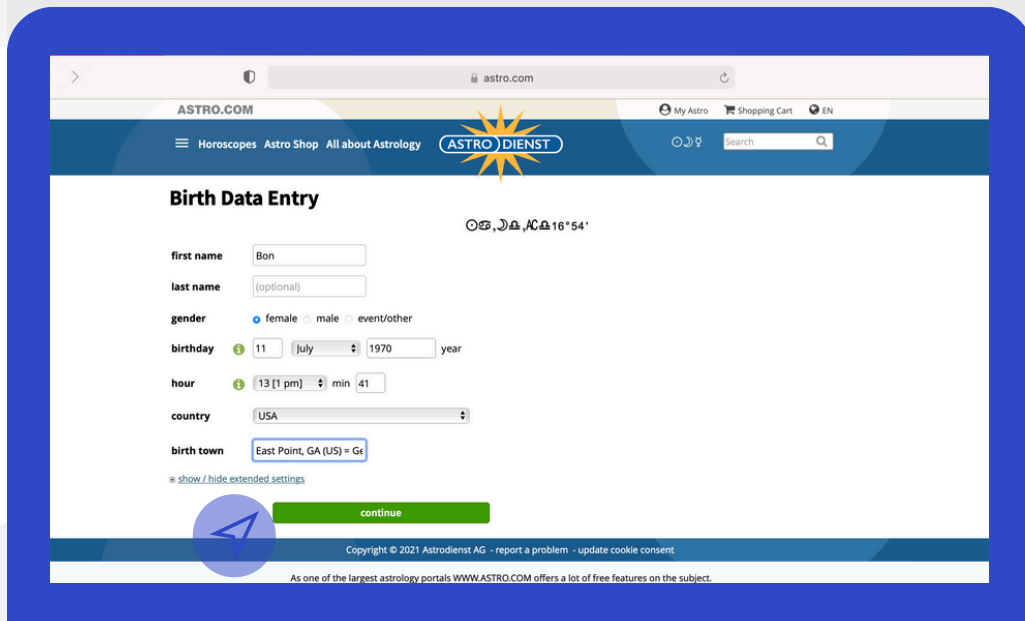 astro.com
ASTRO.COM My Astro Shopping Cart EN
Horoscopes Astro Shop All about Astrology ASTRO DIENST ☉☽☿ Search
Birth Data Entry
☉♋,☽♎,AC♎16°54'
first name Bon
last name (optional)
gender female male event/other
birthday 11 July 1970 year
hour 13 [1 pm] min 41
country USA
birth town East Point, GA (US) = Ge
show / hide extended settings
continue
Copyright © 2021 Astrodienst AG - report a problem - update cookie consent
As one of the largest astrology portals WWW.ASTRO.COM offers a lot of free features on the subject.